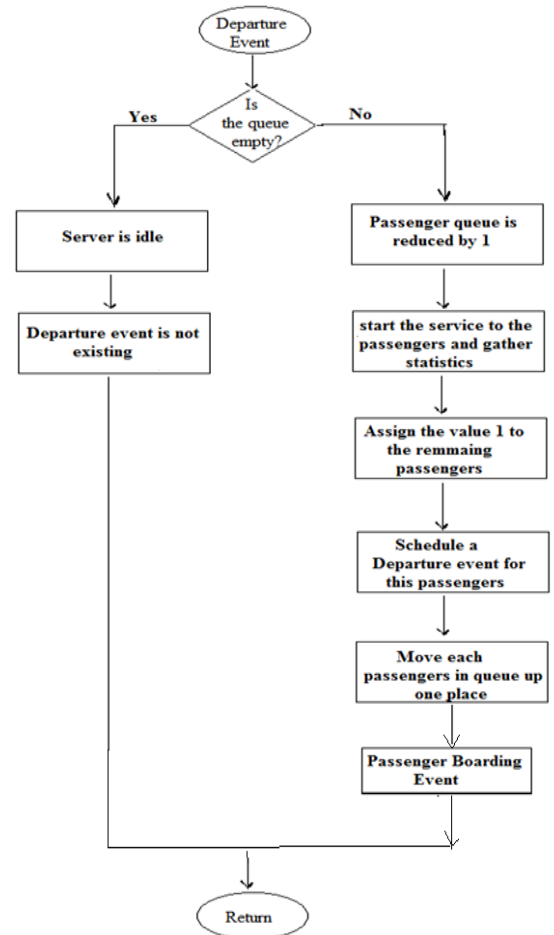 Departure
Event
Is
the queue
empty?
Yes
No
Server is idle
Passenger queue is
reduced by 1
Departure event is not
existing
start the service to the
passengers and gather
statistics
Assign the value 1 to
the remmaing
passengers
Schedule a
Departure event for
this passengers
Move each
passengers in queue up
one place
Passenger Boarding
Event
Return